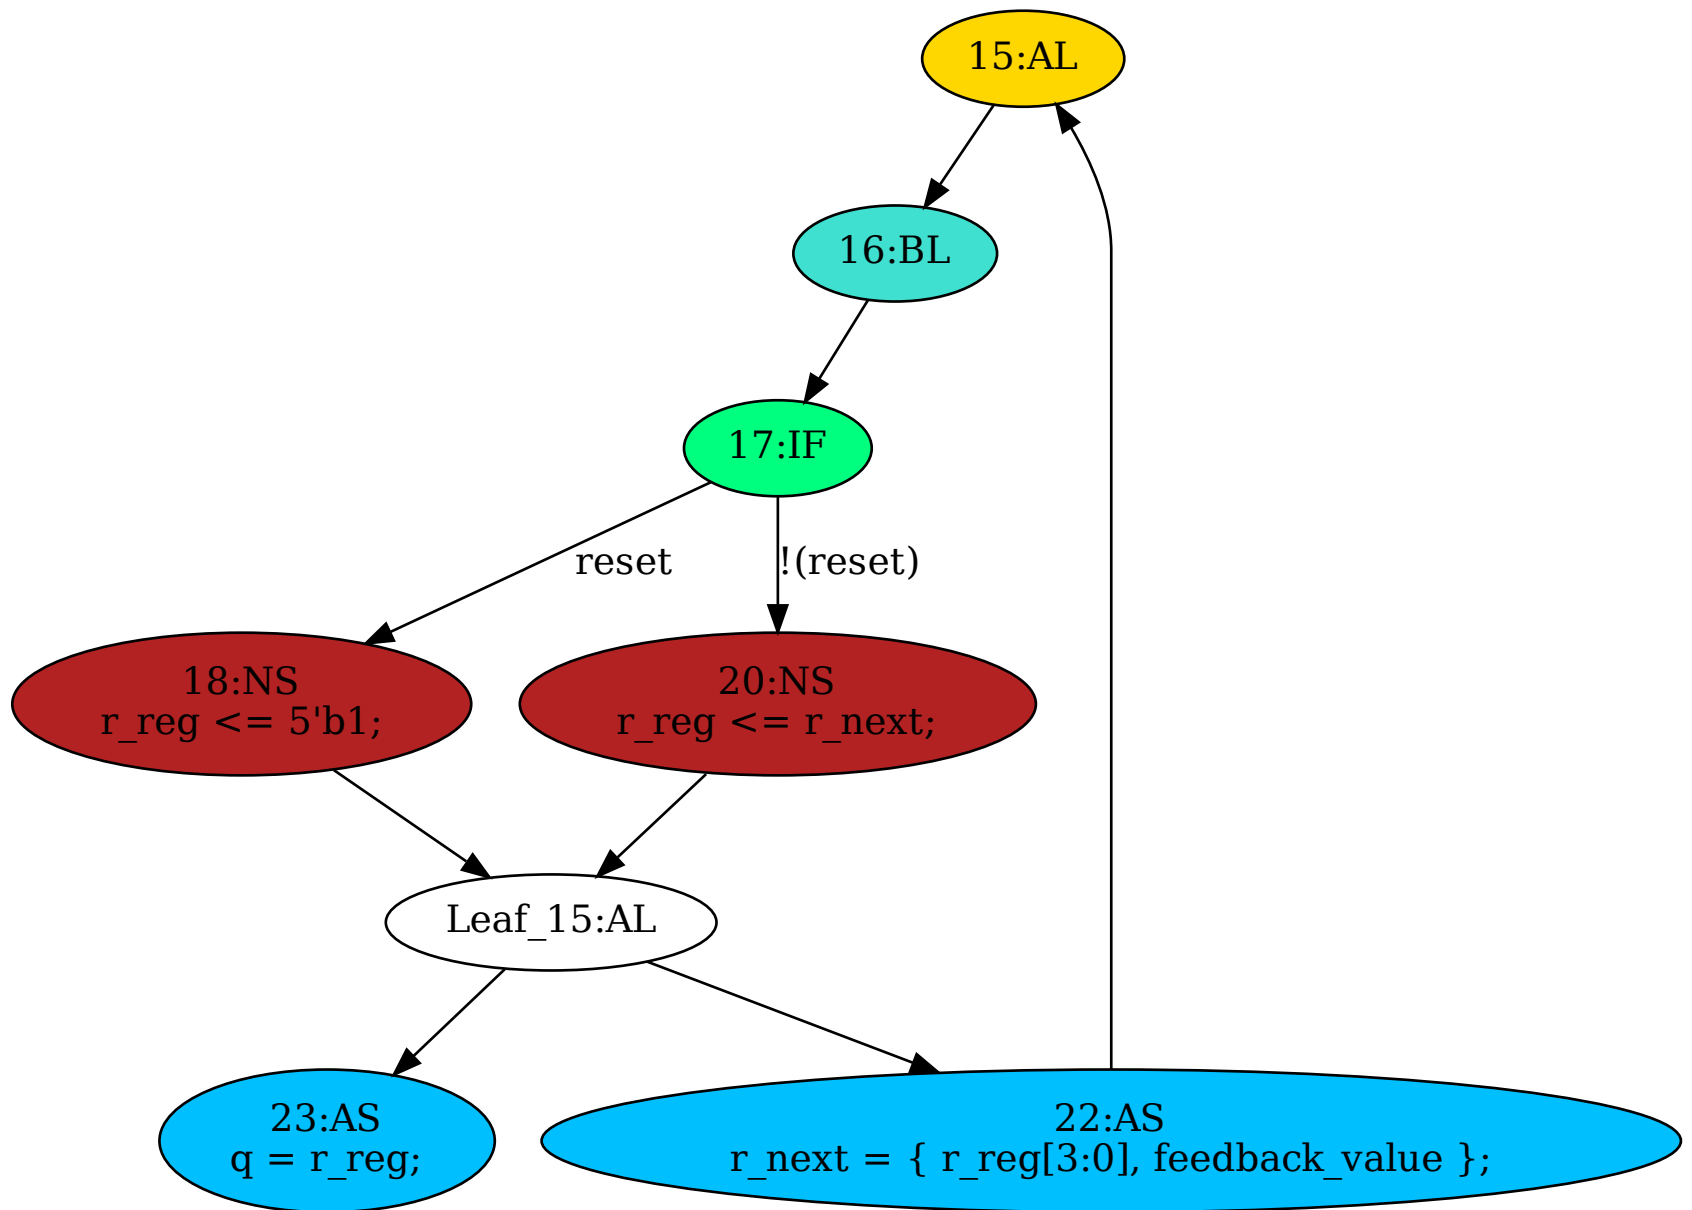 15:AL
16:BL
17:IF
reset
!(reset)
18:NS
r_reg <= 5'b1;
20:NS
r_reg <= r_next;
Leaf_15:AL
23:AS
q = r_reg;
22:AS
r_next = { r_reg[3:0], feedback_value };